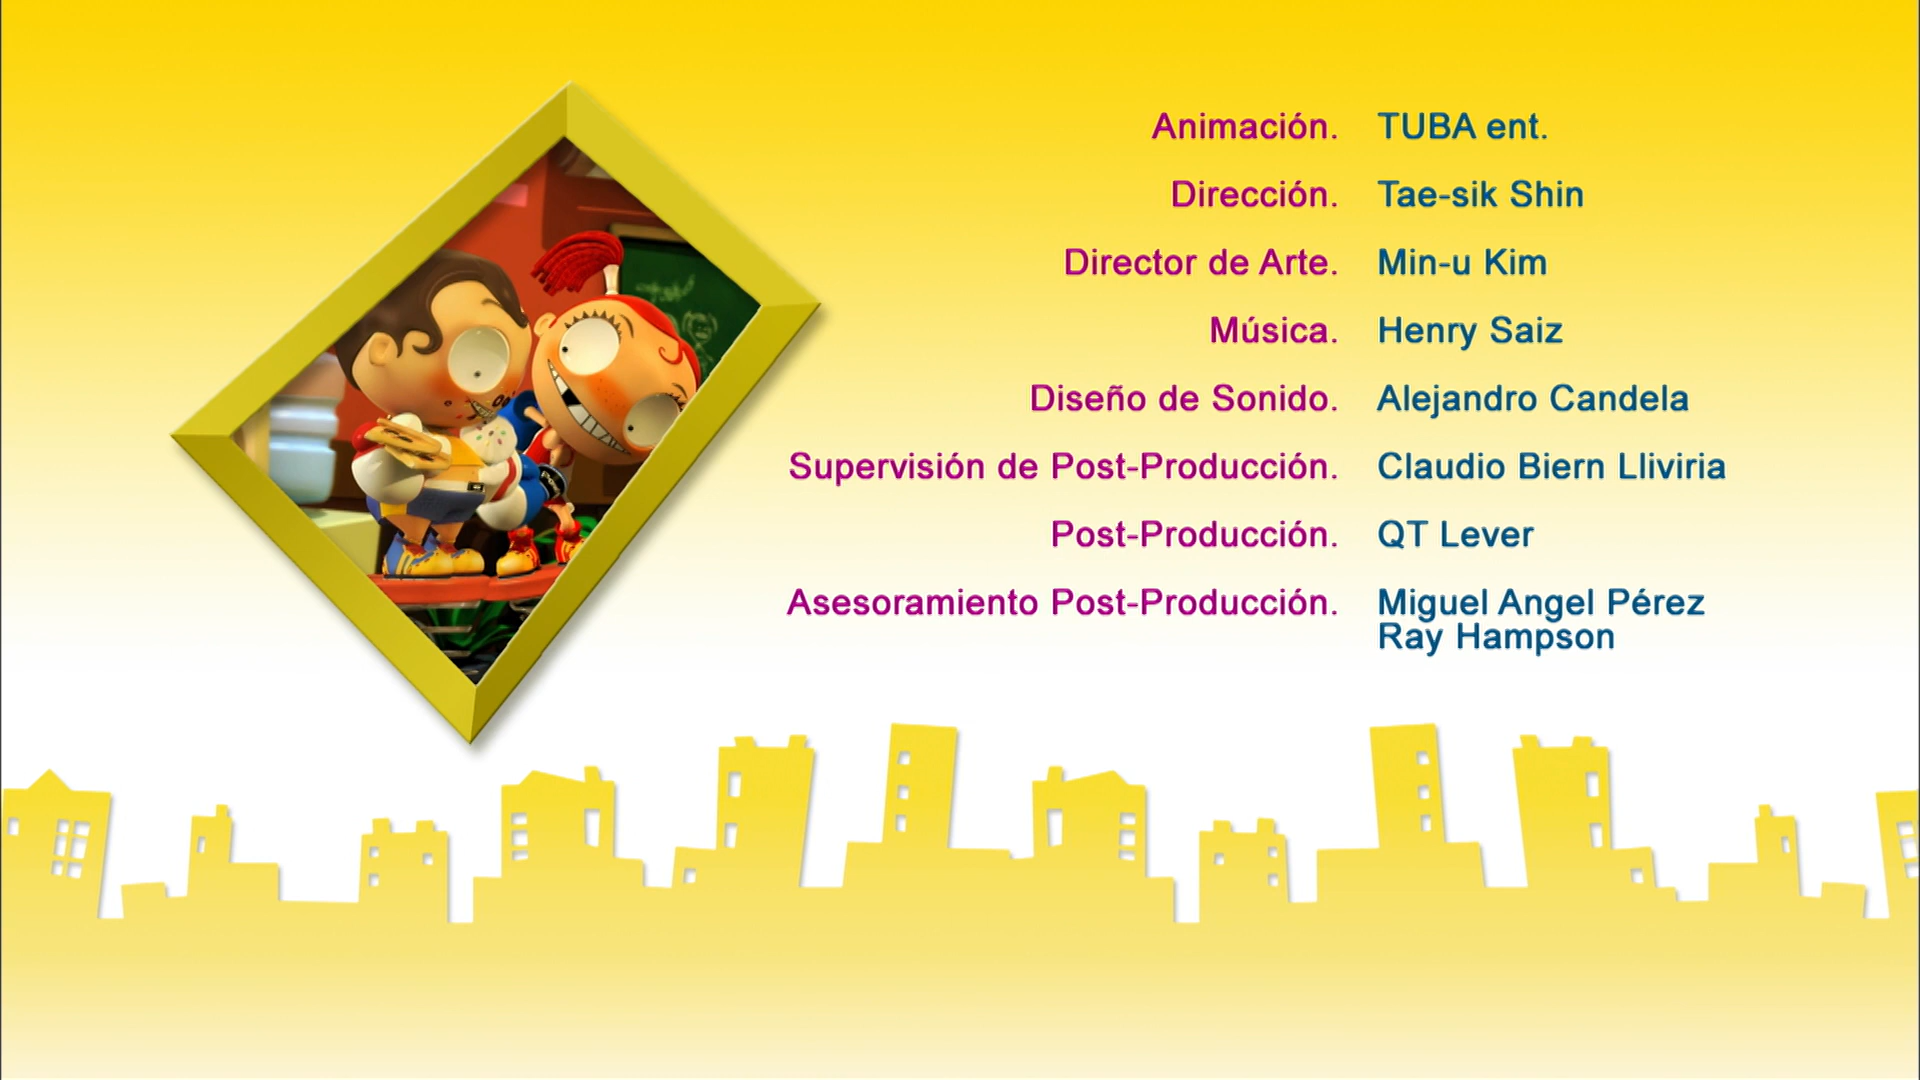 Animación. TUBA ent.
Dirección. Tae-sik Shin
Director de Arte. Min-u Kim
Música. Henry Saiz
Diseño de Sonido. Alejandro Candela
Supervisión de Post-Producción. Claudio Biern Lliviria
Post-Producción. QT Lever
Asesoramiento Post-Producción. Miguel Angel Pérez
Ray Hampson